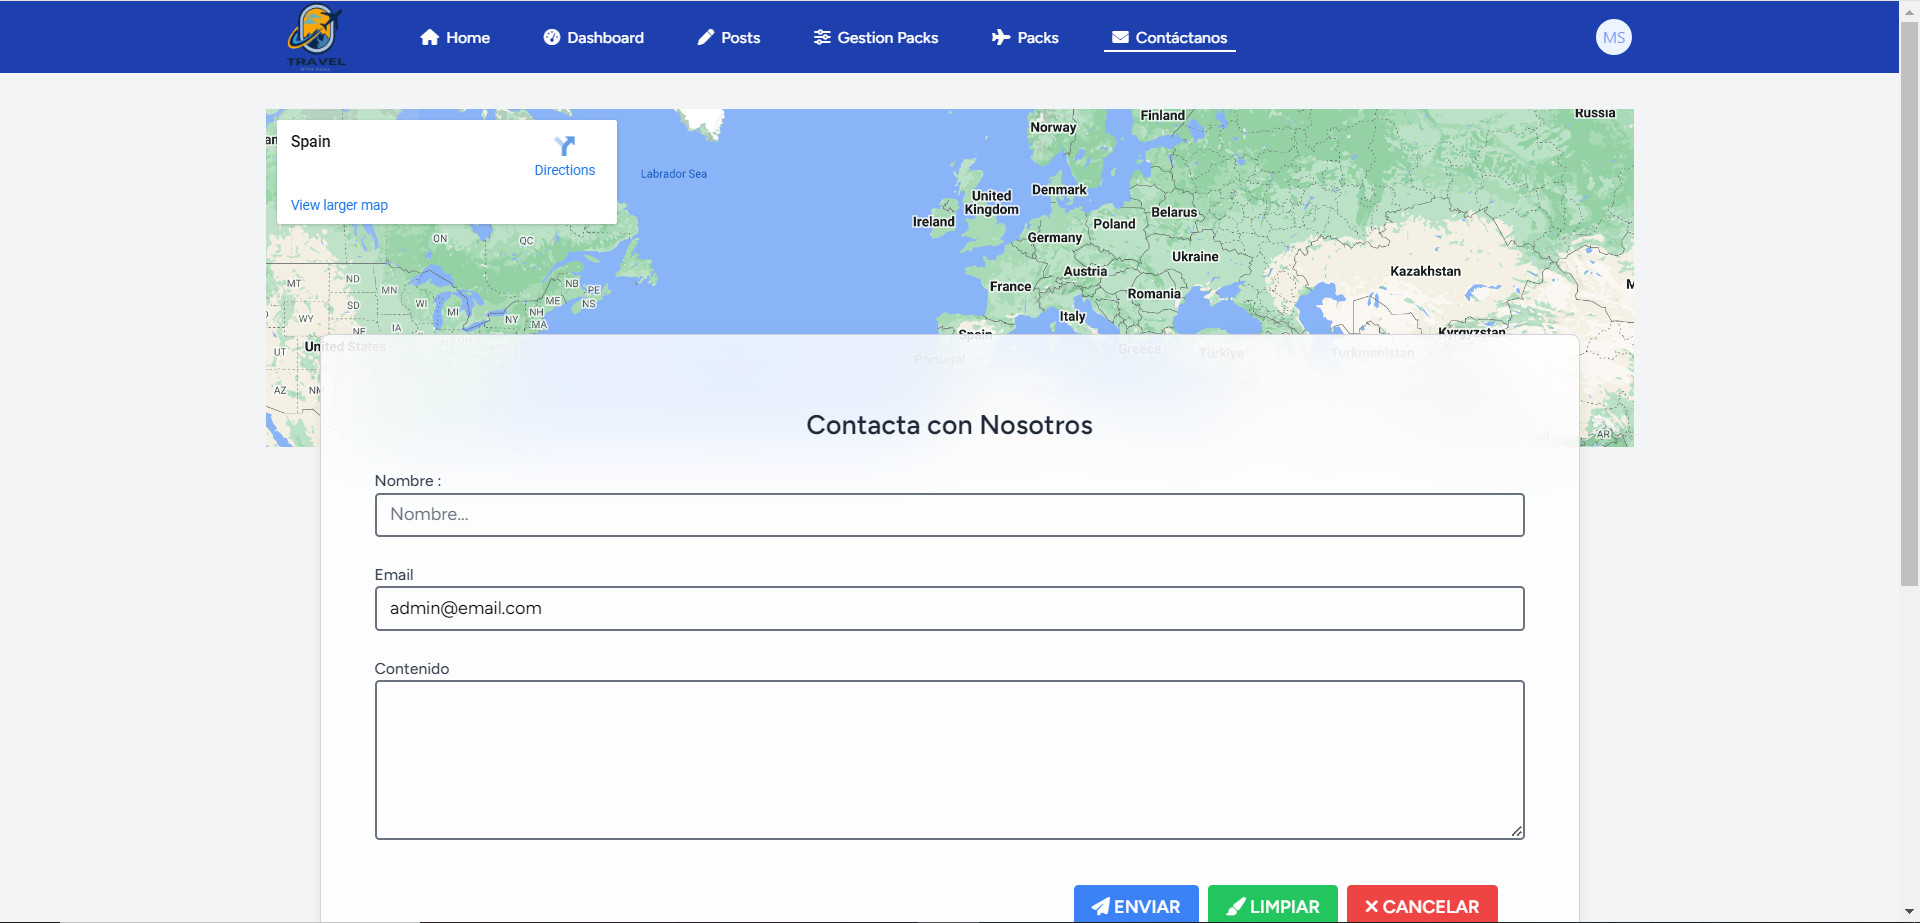 TRAVEL
Home
Dashboard
Posts
Gestion Packs
Packs
Contáctanos
MS
Spain
Directions
View larger map
Labrador Sea
Norway
Finland
Russia
United
Kingdom
Denmark
Ireland
Belarus
Poland
Germany
Ukraine
Austria
Kazakhstan
France
Romania
Italy
Spain
Kyrgyzstan
Portugal
Greece
Türkiye
Turkmenistan
ON
QC
MT
ND
MN
NB
PE
SD
WI
ME
NS
WY
MI
NH
NY
MA
NE
IA
United States
UT
AZ
NM
AR
Contacta con Nosotros
Nombre :
Nombre...
Email
admin@email.com
Contenido
ENVIAR
LIMPIAR
CANCELAR